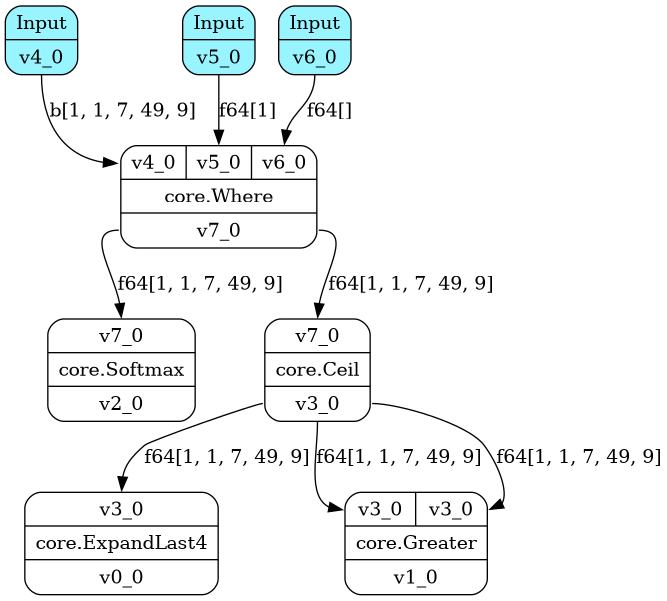 Input
v4_0
Input
v5_0
Input
v6_0
b[1, 1, 7, 49, 9]
f64[1]
f64[]
v4_0
v5_0
v6_0
core.Where
v7_0
f64[1, 1, 7, 49, 9]
f64[1, 1, 7, 49, 9]
v7_0
core.Softmax
v2_0
v7_0
core.Ceil
v3_0
f64[1, 1, 7, 49, 9]
f64[1, 1, 7, 49, 9]
f64[1, 1, 7, 49, 9]
v3_0
core.ExpandLast4
v0_0
v3_0
v3_0
core.Greater
v1_0